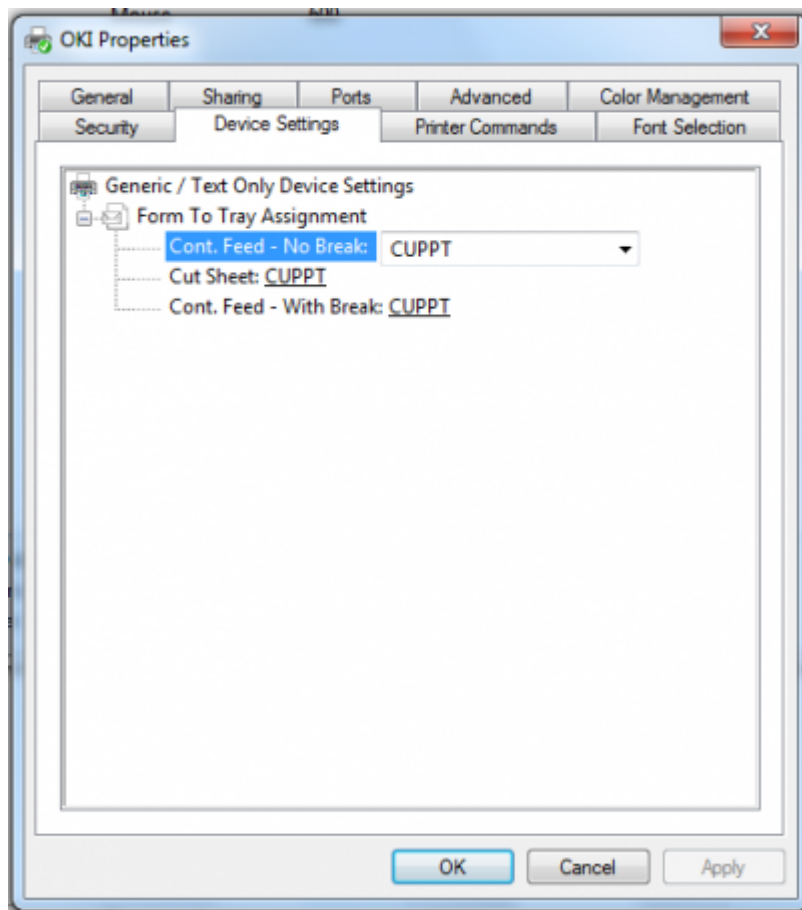 Mouse 600
OKI Properties
General Sharing Ports Advanced Color Management
Security Device Settings Printer Commands Font Selection
Generic / Text Only Device Settings
Form To Tray Assignment
Cont. Feed - No Break: CUPPT
Cut Sheet: CUPPT
Cont. Feed - With Break: CUPPT
OK Cancel Apply